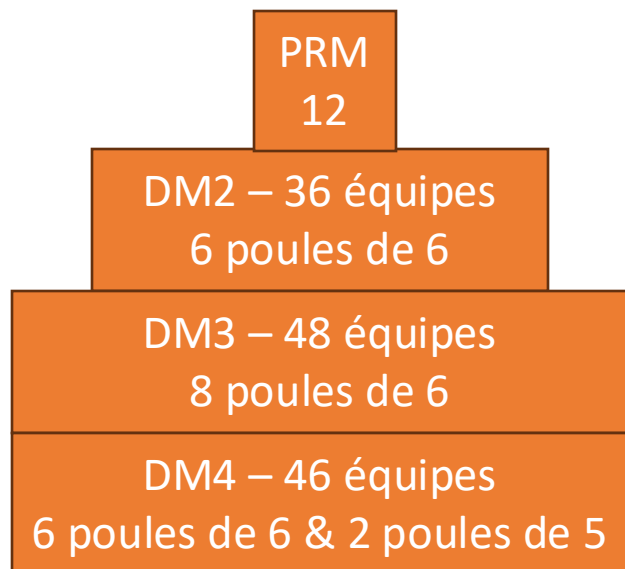 PRM
12
DM2 – 36 équipes
6 poules de 6
DM3 – 48 équipes
8 poules de 6
DM4 – 46 équipes
6 poules de 6 & 2 poules de 5